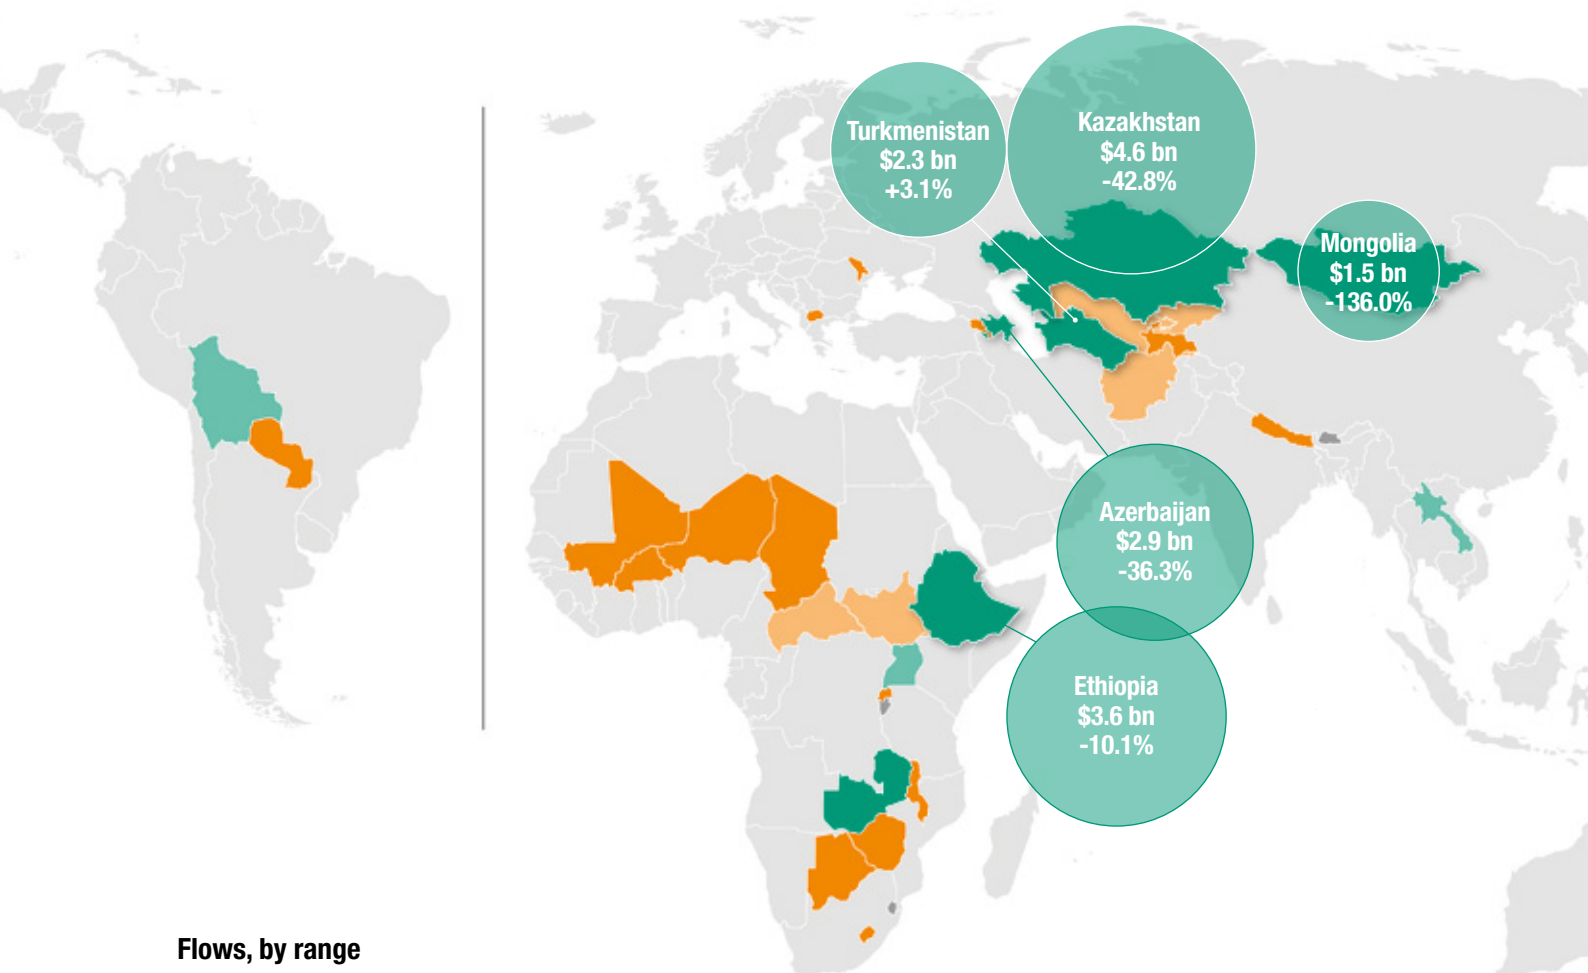 Turkmenistan
$2.3 bn
+3.1%
Kazakhstan
$4.6 bn
-42.8%
Mongolia
$1.5 bn
-136.0%
Azerbaijan
$2.9 bn
-36.3%
Ethiopia
$3.6 bn
-10.1%
Flows, by range